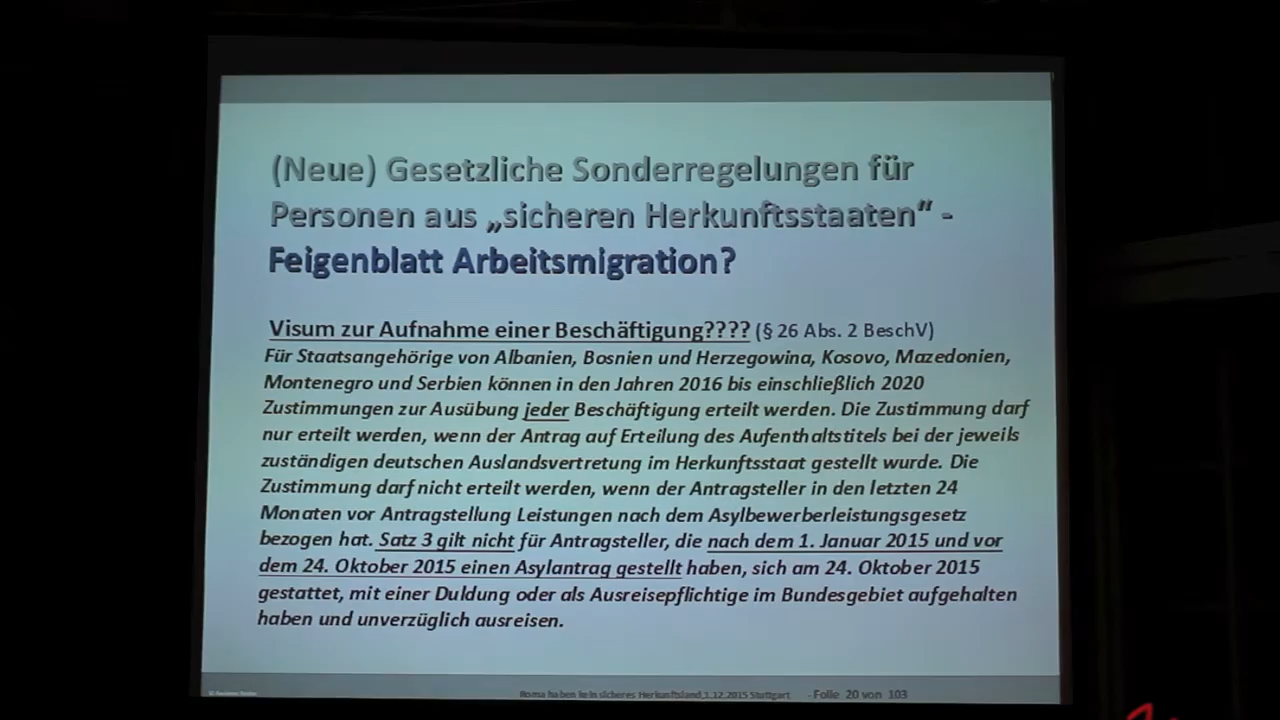 (Neue) Gesetzliche Sonderregelungen für
Personen aus „sicheren Herkunftsstaaten“ -
Feigenblatt Arbeitsmigration?
Visum zur Aufnahme einer Beschäftigung???? (§ 26 Abs. 2 BeschV)
Für Staatsangehörige von Albanien, Bosnien und Herzegowina, Kosovo, Mazedonien,
Montenegro und Serbien können in den Jahren 2016 bis einschließlich 2020
Zustimmungen zur Ausübung jeder Beschäftigung erteilt werden. Die Zustimmung darf
nur erteilt werden, wenn der Antrag auf Erteilung des Aufenthaltstitels bei der jeweils
zuständigen deutschen Auslandsvertretung im Herkunftsstaat gestellt wurde. Die
Zustimmung darf nicht erteilt werden, wenn der Antragsteller in den letzten 24
Monaten vor Antragstellung Leistungen nach dem Asylbewerberleistungsgesetz
bezogen hat. Satz 3 gilt nicht für Antragsteller, die nach dem 1. Januar 2015 und vor
dem 24. Oktober 2015 einen Asylantrag gestellt haben, sich am 24. Oktober 2015
gestattet, mit einer Duldung oder als Ausreisepflichtige im Bundesgebiet aufgehalten
haben und unverzüglich ausreisen.
Roma haben kein sicheres Herkunftsland,1.12.2015 Stuttgart - Folie 20 von 103